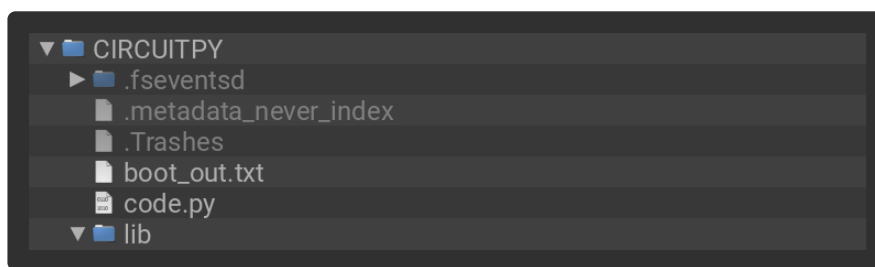 CIRCUITPY
.fseventsd
.metadata_never_index
.Trashes
boot_out.txt
code.py
lib